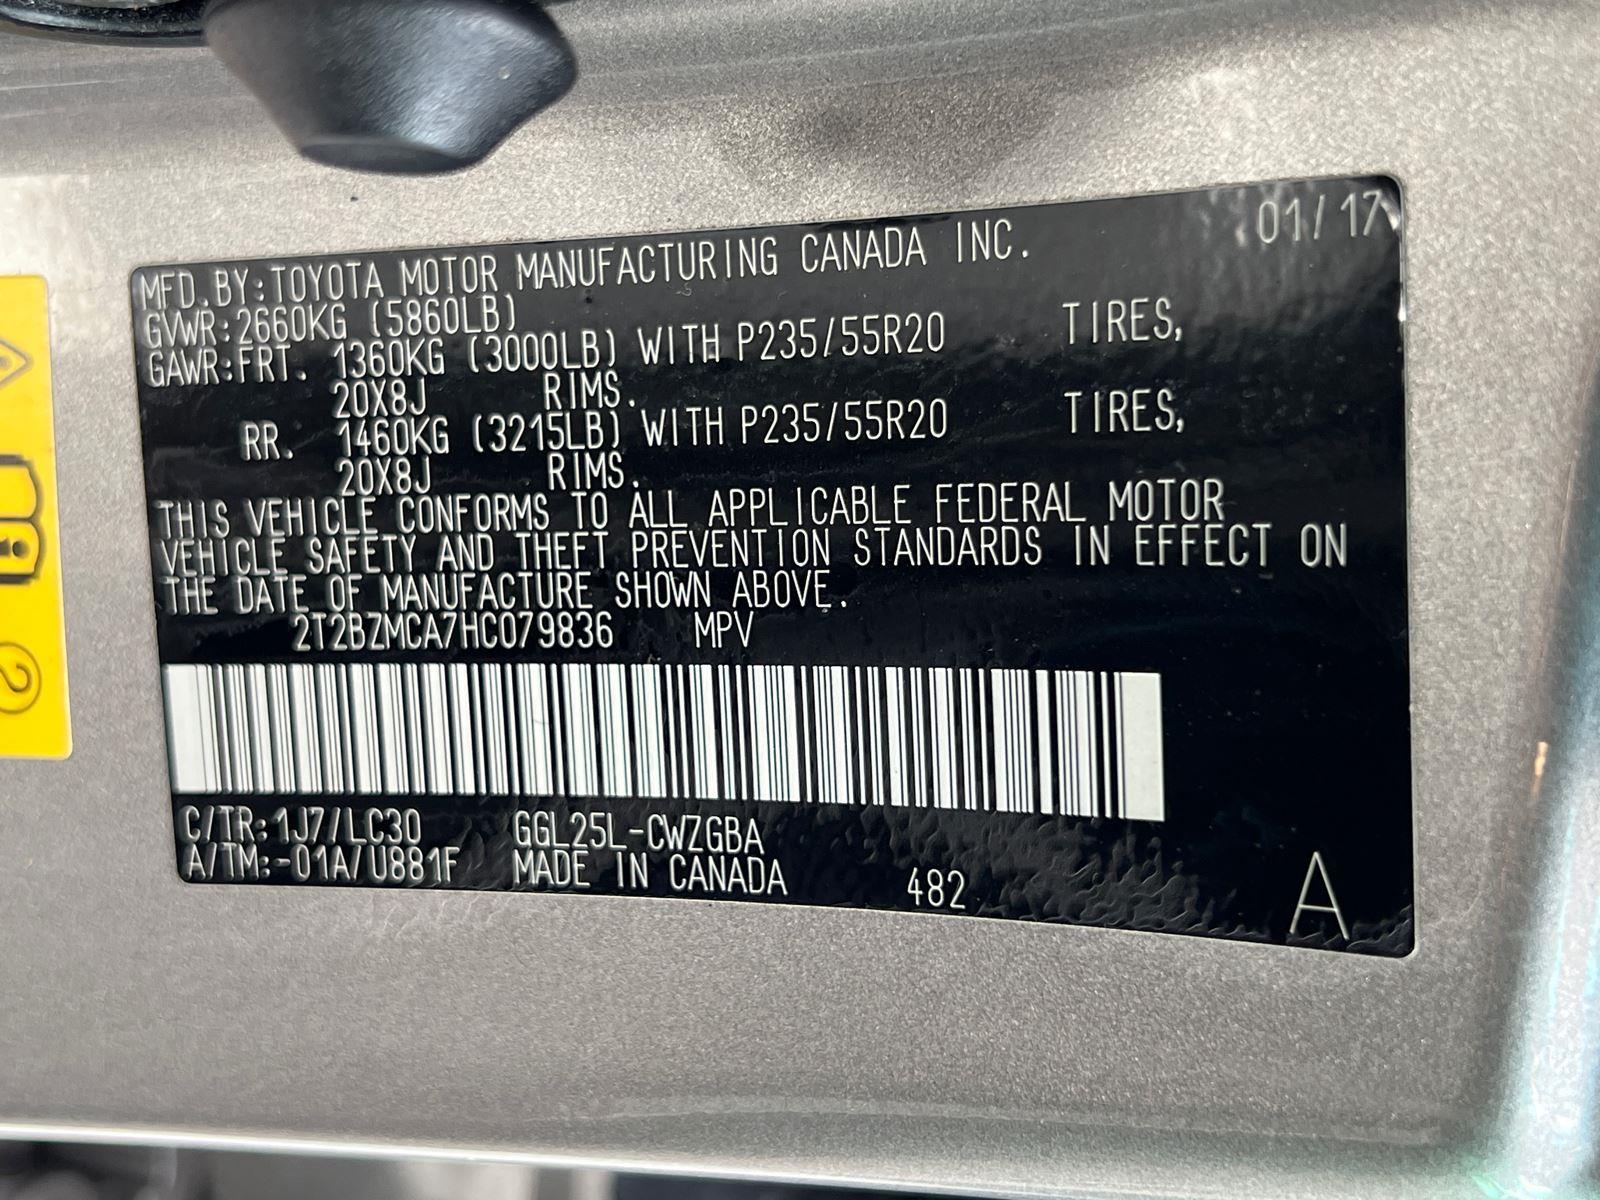 01/17
MFD.BY:TOYOTA MOTOR MANUFACTURING CANADA INC.
GVWR:2660KG (5860LB)
GAWR:FRT. 1360KG (3000LB) WITH P235/55R20 TIRES,
20X8J RIMS.
RR. 1460KG (3215LB) WITH P235/55R20 TIRES,
20X8J RIMS.
THIS VEHICLE CONFORMS TO ALL APPLICABLE FEDERAL MOTOR
VEHICLE SAFETY AND THEFT PREVENTION STANDARDS IN EFFECT ON
THE DATE OF MANUFACTURE SHOWN ABOVE.
2T2BZMCA7HC079836 MPV
C/TR:1J7/LC30 GGL25L-CWZGBA
A/TM:-01A/U881F MADE IN CANADA 482 A
2